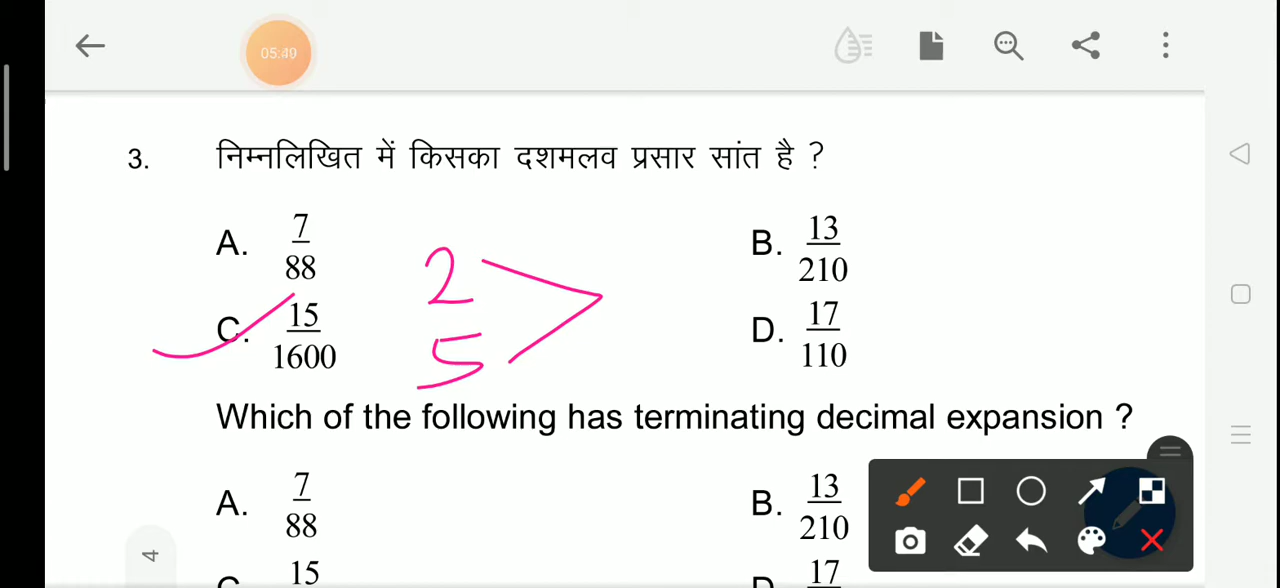 05:49
3. निम्नलिखित में किसका दशमलव प्रसार सांत है ?
A. 7/88 B. 13/210
2
C. 15/1600 D. 17/110
5
Which of the following has terminating decimal expansion ?
A. 7/88 B. 13/210
15 17
4